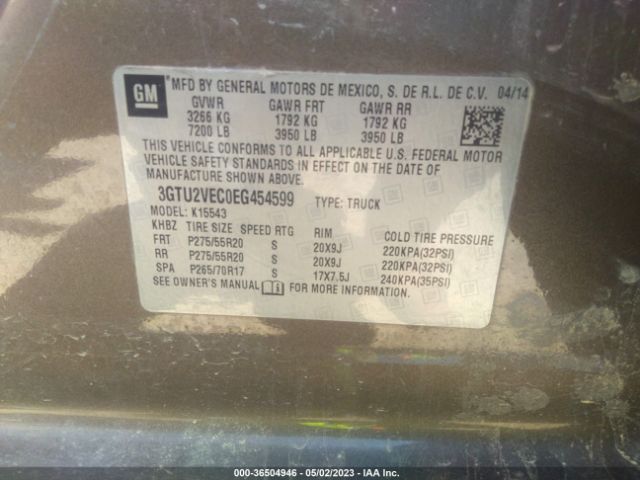 GM MFD BY GENERAL MOTORS DE MEXICO, S. DE R.L. DE C.V. 04/14
GVWR GAWR FRT GAWR RR
3266 KG 1792 KG 1792 KG
7200 LB 3950 LB 3950 LB
THIS VEHICLE CONFORMS TO ALL APPLICABLE U.S. FEDERAL MOTOR
VEHICLE SAFETY STANDARDS IN EFFECT ON THE DATE OF
MANUFACTURE SHOWN ABOVE.
3GTU2VEC0EG454599 TYPE: TRUCK
MODEL: K15543
KHBZ TIRE SIZE SPEED RTG RIM COLD TIRE PRESSURE
FRT P275/55R20 S 20X9J 220KPA(32PSI)
RR P275/55R20 S 20X9J 220KPA(32PSI)
SPA P265/70R17 S 17X7.5J 240KPA(35PSI)
SEE OWNER'S MANUAL FOR MORE INFORMATION.
000-36504946 - 05/02/2023 - IAA Inc.